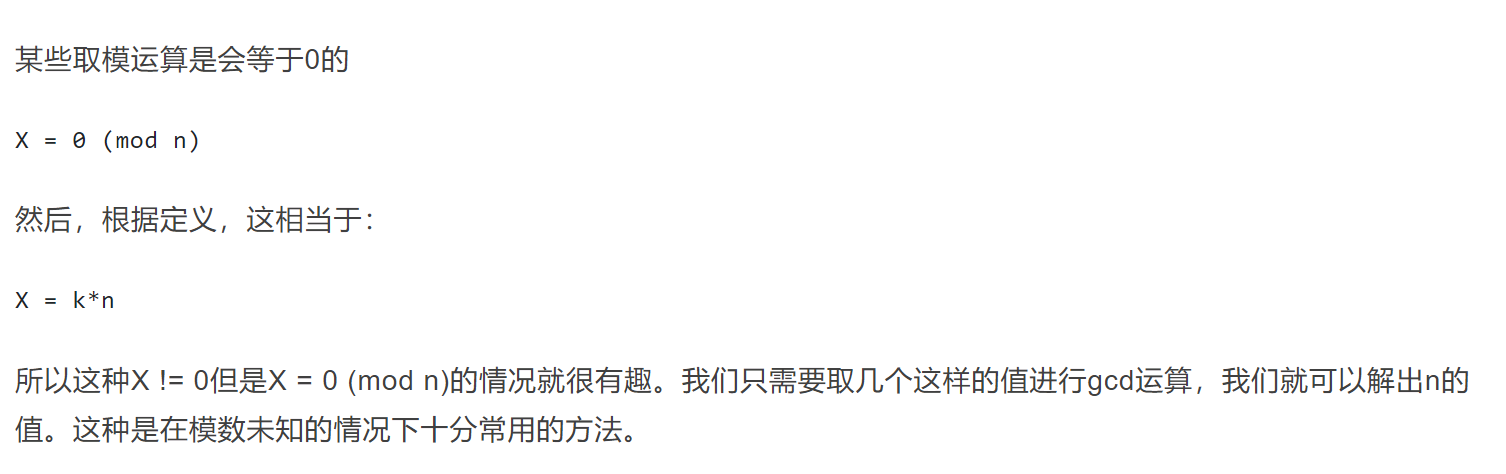 某些取模运算是会等于0的
X = 0 (mod n)
然后，根据定义，这相当于：
X = k*n
所以这种X != 0但是X = 0 (mod n)的情况就很有趣。我们只需要取几个这样的值进行gcd运算，我们就可以解出n的
值。这种是在模数未知的情况下十分常用的方法。